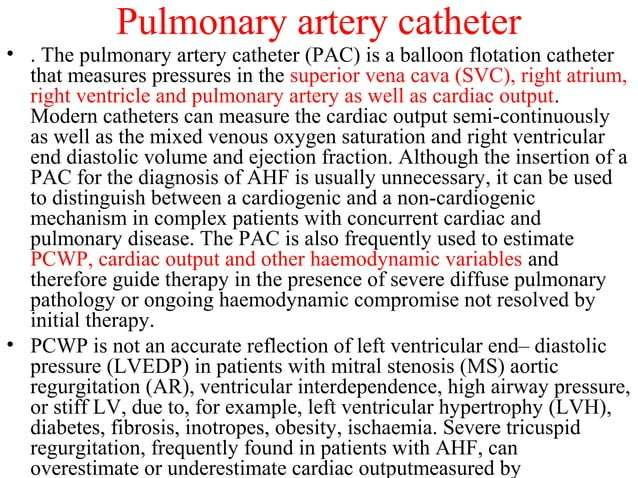 Pulmonary artery catheter
• . The pulmonary artery catheter (PAC) is a balloon flotation catheter
that measures pressures in the superior vena cava (SVC), right atrium,
right ventricle and pulmonary artery as well as cardiac output.
Modern catheters can measure the cardiac output semi-continuously
as well as the mixed venous oxygen saturation and right ventricular
end diastolic volume and ejection fraction. Although the insertion of a
PAC for the diagnosis of AHF is usually unnecessary, it can be used
to distinguish between a cardiogenic and a non-cardiogenic
mechanism in complex patients with concurrent cardiac and
pulmonary disease. The PAC is also frequently used to estimate
PCWP, cardiac output and other haemodynamic variables and
therefore guide therapy in the presence of severe diffuse pulmonary
pathology or ongoing haemodynamic compromise not resolved by
initial therapy.
• PCWP is not an accurate reflection of left ventricular end– diastolic
pressure (LVEDP) in patients with mitral stenosis (MS) aortic
regurgitation (AR), ventricular interdependence, high airway pressure,
or stiff LV, due to, for example, left ventricular hypertrophy (LVH),
diabetes, fibrosis, inotropes, obesity, ischaemia. Severe tricuspid
regurgitation, frequently found in patients with AHF, can
overestimate or underestimate cardiac outputmeasured by